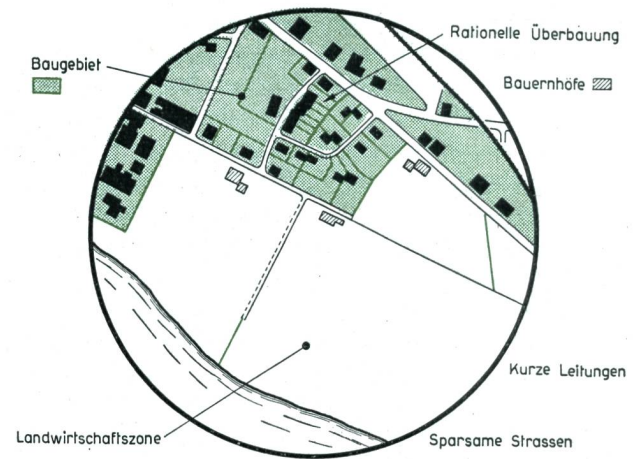 Rationelle Überbauung
Baugebiet
Bauernhöfe
Kurze Leitungen
Landwirtschaftszone
Sparsame Strassen